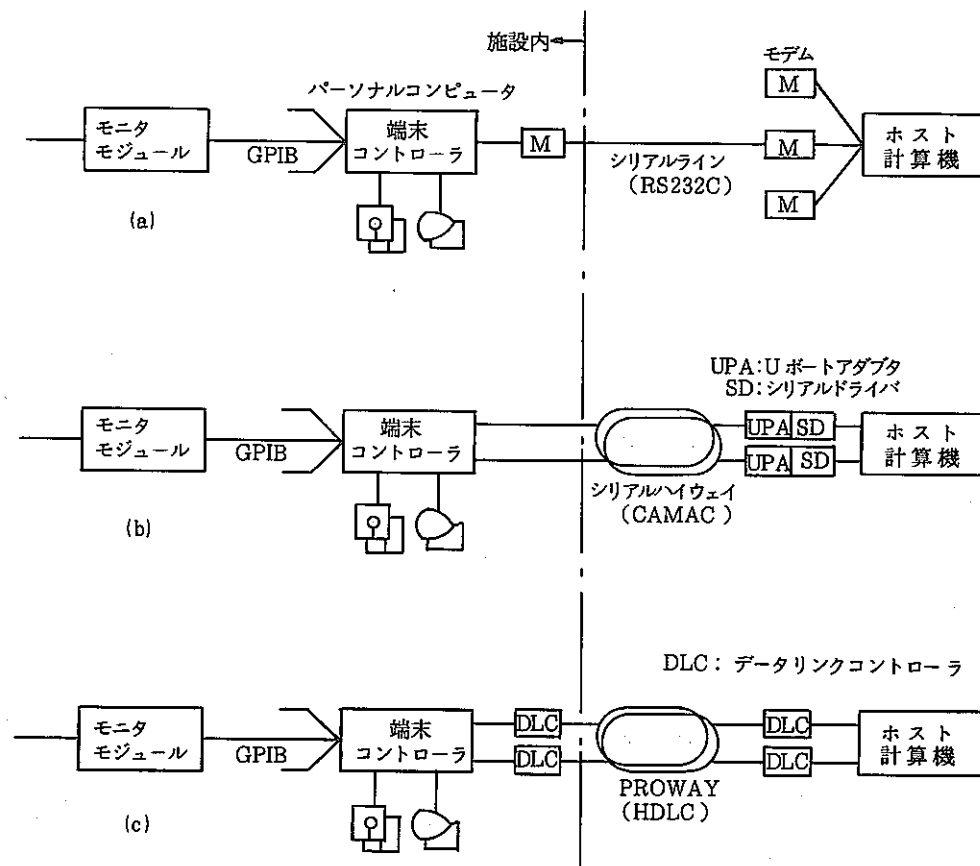 施設内
パーソナルコンピュータ
モデム
モニタ
モジュール
GPIB
端末
コントローラ
M
シリアルライン
(RS232C)
M
M
M
ホスト
計算機
(a)
UPA:Uポートアダプタ
SD:シリアルドライバ
モニタ
モジュール
GPIB
端末
コントローラ
シリアルハイウェイ
(CAMAC)
UPA SD
UPA SD
ホスト
計算機
(b)
DLC: データリンクコントローラ
モニタ
モジュール
GPIB
端末
コントローラ
DLC
DLC
PROWAY
(HDLC)
DLC
DLC
ホスト
計算機
(c)